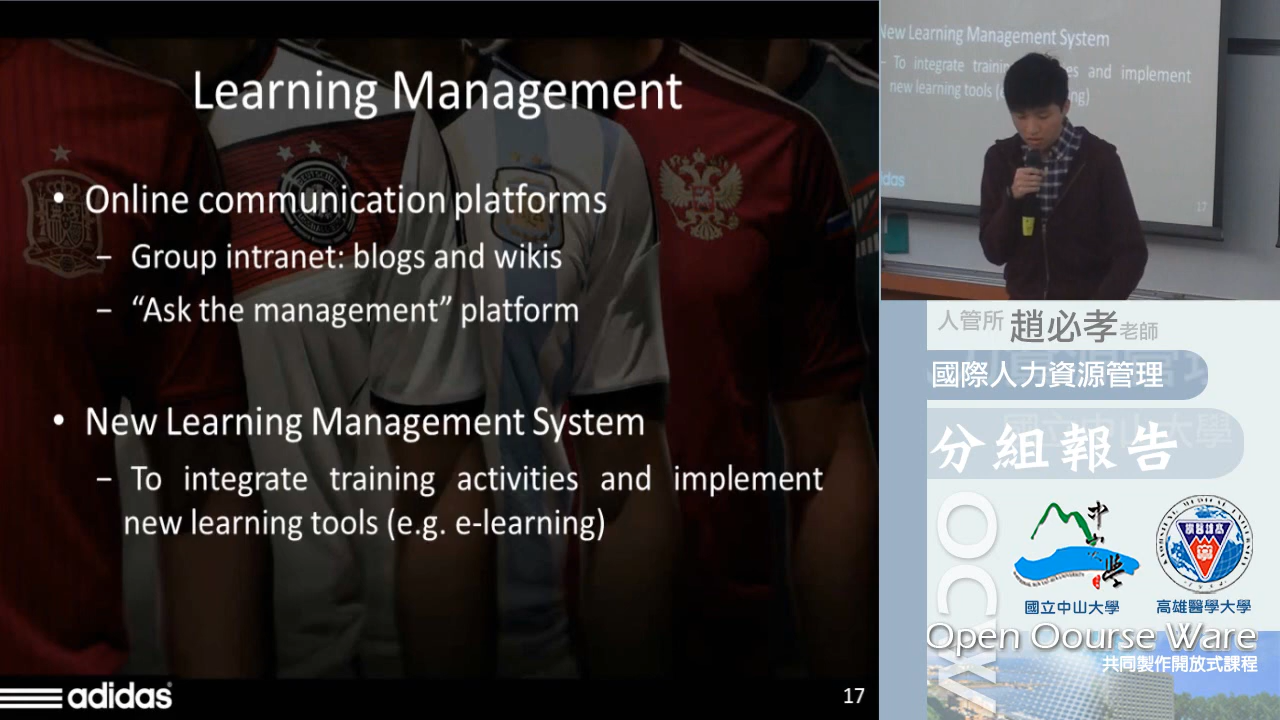 Learning Management
• Online communication platforms
– Group intranet: blogs and wikis
– “Ask the management” platform
• New Learning Management System
– To integrate training activities and implement
new learning tools (e.g. e-learning)
adidas
17
New Learning Management System
- To integrate
and implement
new learning tools
17
人管所 趙必孝老師
國際人力資源管理
分組報告
OCW
國立中山大學
高雄醫學大學
Open Oourse Ware
共同製作開放式課程